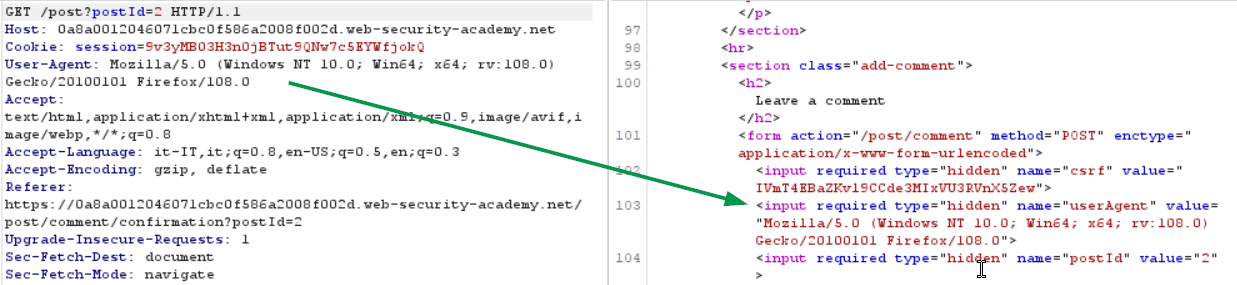 GET /post?postId=2 HTTP/1.1
Host: 0a8a0012046071cbc0f586a2008f002d.web-security-academy.net
Cookie: session=9v3yMB03H3n0jBTut9QNw7c5EYWfjokQ
User-Agent: Mozilla/5.0 (Windows NT 10.0; Win64; x64; rv:108.0)
Gecko/20100101 Firefox/108.0
Accept:
text/html,application/xhtml+xml,application/xml;q=0.9,image/avif,i
mage/webp,*/*;q=0.8
Accept-Language: it-IT,it;q=0.8,en-US;q=0.5,en;q=0.3
Accept-Encoding: gzip, deflate
Referer:
https://0a8a0012046071cbc0f586a2008f002d.web-security-academy.net/
post/comment/confirmation?postId=2
Upgrade-Insecure-Requests: 1
Sec-Fetch-Dest: document
Sec-Fetch-Mode: navigate
</p>
97 </section>
98 <hr>
99 <section class="add-comment">
100 <h2>
Leave a comment
</h2>
101 <form action="/post/comment" method="POST" enctype="
application/x-www-form-urlencoded">
102 <input required type="hidden" name="csrf" value="
IVmT4EBaZKvl9CCde3MIxVU3RVnX5Zew">
103 <input required type="hidden" name="userAgent" value=
"Mozilla/5.0 (Windows NT 10.0; Win64; x64; rv:108.0)
Gecko/20100101 Firefox/108.0">
104 <input required type="hidden" name="postId" value="2"
>